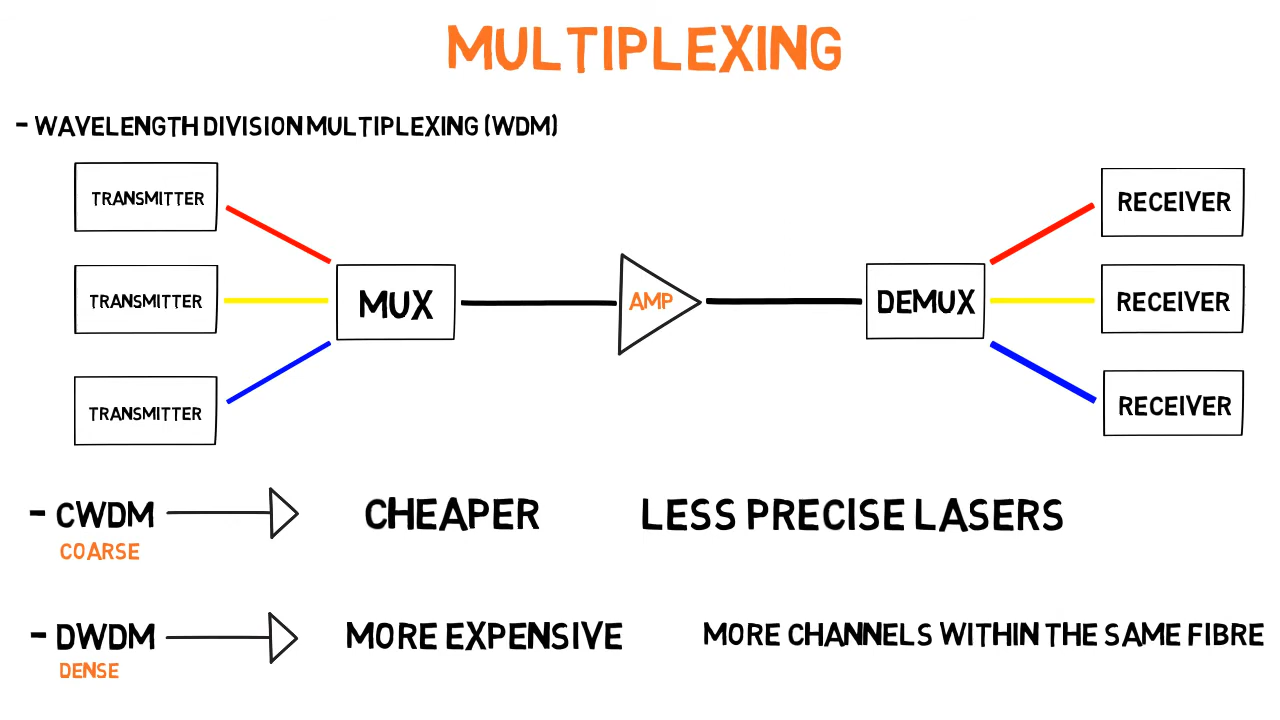 MULTIPLEXING
- WAVELENGTH DIVISION MULTIPLEXING (WDM)
TRANSMITTER
RECEIVER
TRANSMITTER
MUX
AMP
DEMUX
RECEIVER
TRANSMITTER
RECEIVER
- CWDM
CHEAPER
LESS PRECISE LASERS
COARSE
- DWDM
MORE EXPENSIVE
MORE CHANNELS WITHIN THE SAME FIBRE
DENSE